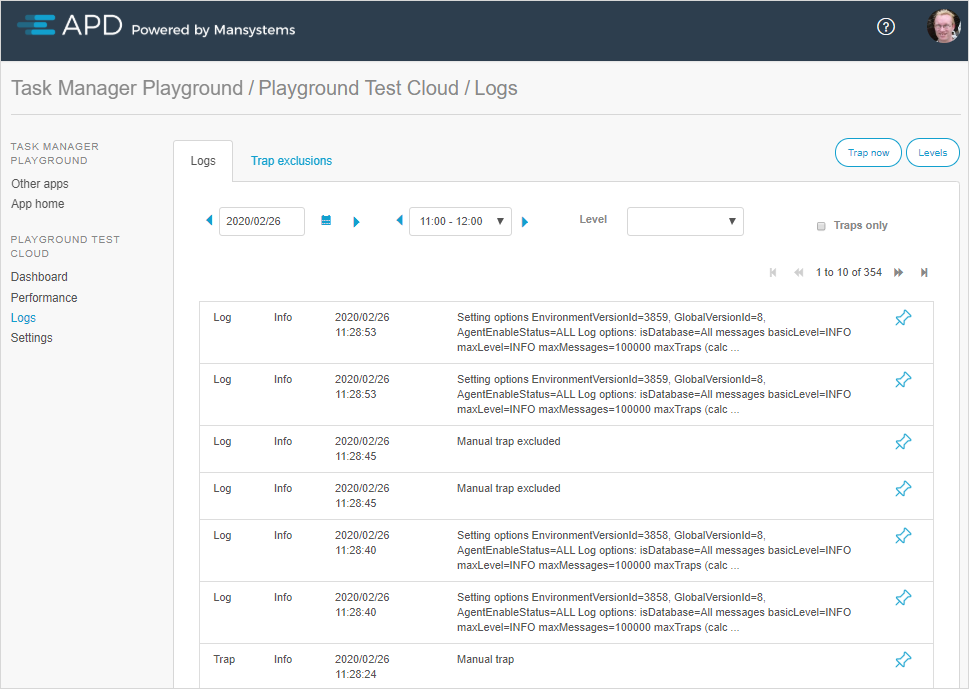 APD Powered by Mansystems
?
Task Manager Playground / Playground Test Cloud / Logs
TASK MANAGER
PLAYGROUND
Other apps
App home
PLAYGROUND TEST
CLOUD
Dashboard
Performance
Logs
Settings
Logs
Trap exclusions
Trap now
Levels
2020/02/26
11:00 - 12:00
Level
Traps only
1 to 10 of 354
Log Info 2020/02/26 Setting options EnvironmentVersionId=3859, GlobalVersionId=8,
11:28:53 AgentEnableStatus=ALL Log options: isDatabase=All messages basicLevel=INFO
maxLevel=INFO maxMessages=100000 maxTraps (calc ...
Log Info 2020/02/26 Setting options EnvironmentVersionId=3859, GlobalVersionId=8,
11:28:53 AgentEnableStatus=ALL Log options: isDatabase=All messages basicLevel=INFO
maxLevel=INFO maxMessages=100000 maxTraps (calc ...
Log Info 2020/02/26 Manual trap excluded
11:28:45
Log Info 2020/02/26 Manual trap excluded
11:28:45
Log Info 2020/02/26 Setting options EnvironmentVersionId=3858, GlobalVersionId=8,
11:28:40 AgentEnableStatus=ALL Log options: isDatabase=All messages basicLevel=INFO
maxLevel=INFO maxMessages=100000 maxTraps (calc ...
Log Info 2020/02/26 Setting options EnvironmentVersionId=3858, GlobalVersionId=8,
11:28:40 AgentEnableStatus=ALL Log options: isDatabase=All messages basicLevel=INFO
maxLevel=INFO maxMessages=100000 maxTraps (calc ...
Trap Info 2020/02/26 Manual trap
11:28:24